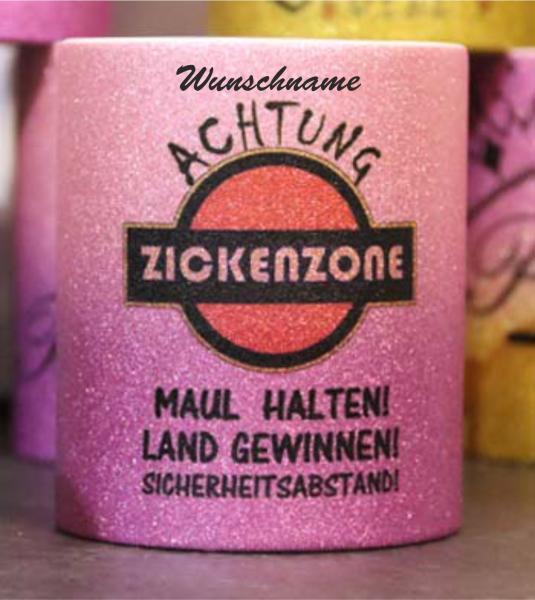 Wunschname
ACHTUNG
ZICKENZONE
MAUL HALTEN!
LAND GEWINNEN!
SICHERHEITSABSTAND!